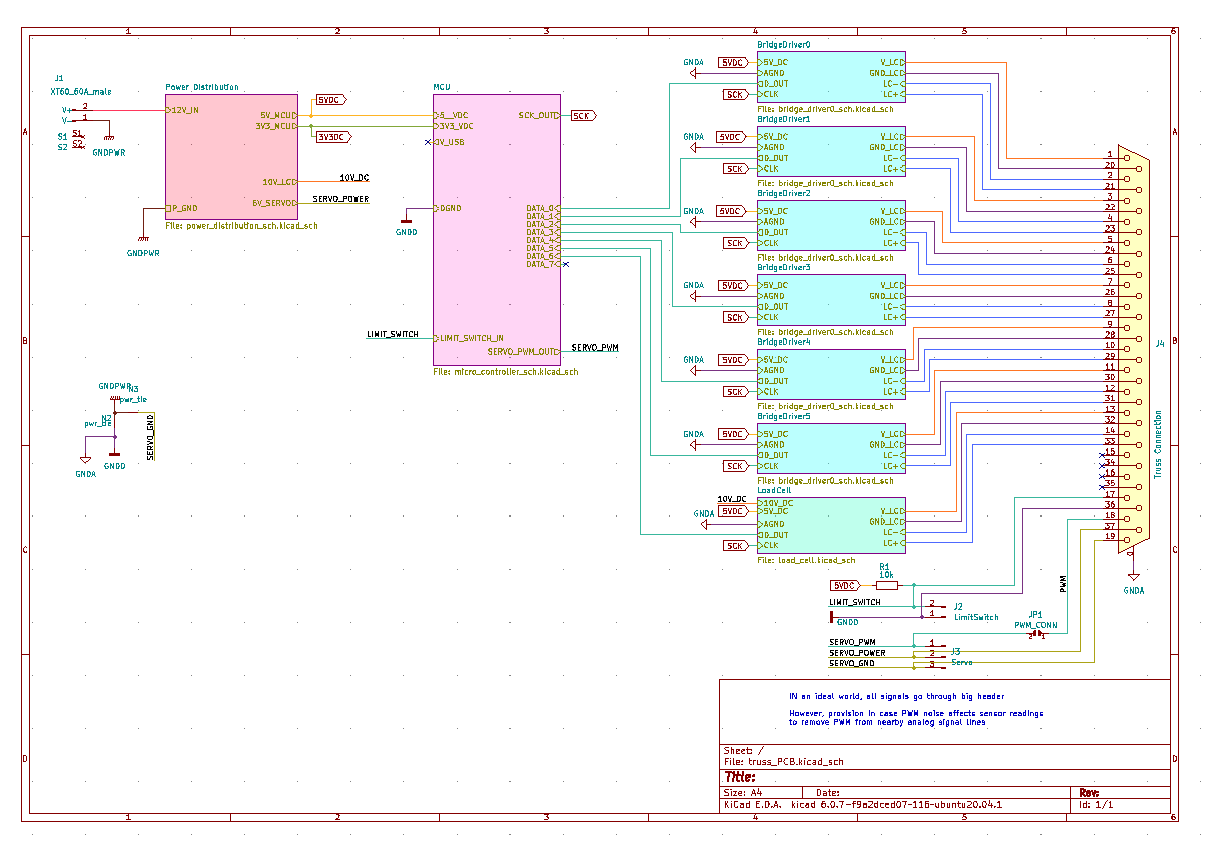 1 2 3 4 5 6
A
B
C
D
J1
XT60_60A_male
V+ 2
V- 1
S1 S1
S2 S2
GNDPWR
Power_Distribution
12V_IN
5V_MCU
3V3_MCU
10V_LC
6V_SERVO
P_GND
GNDPWR
File: power_distribution_sch.kicad_sch
5VDC
3V3DC
10V_DC
SERVO_POWER
MCU
5_VDC
3V3_VDC
V_USB
DGND
GNDD
SCK_OUT
SCK
DATA_0
DATA_1
DATA_2
DATA_3
DATA_4
DATA_5
DATA_6
DATA_7
LIMIT_SWITCH
LIMIT_SWITCH_IN
SERVO_PWM_OUT
SERVO_PWM
File: micro_controller_sch.kicad_sch
GNDPWR
N3
pwr_tie
N2
pwr_tie
SERVO_GND
GNDA
GNDD
BridgeDriver0
GNDA
5VDC
SCK
5V_DC
AGND
D_OUT
CLK
V_LC
GND_LC
LC-
LC+
File: bridge_driver0_sch.kicad_sch
BridgeDriver1
GNDA
5VDC
SCK
5V_DC
AGND
D_OUT
CLK
V_LC
GND_LC
LC-
LC+
File: bridge_driver0_sch.kicad_sch
BridgeDriver2
GNDA
5VDC
SCK
5V_DC
AGND
D_OUT
CLK
V_LC
GND_LC
LC-
LC+
File: bridge_driver0_sch.kicad_sch
BridgeDriver3
GNDA
5VDC
SCK
5V_DC
AGND
D_OUT
CLK
V_LC
GND_LC
LC-
LC+
File: bridge_driver0_sch.kicad_sch
BridgeDriver4
GNDA
5VDC
SCK
5V_DC
AGND
D_OUT
CLK
V_LC
GND_LC
LC-
LC+
File: bridge_driver0_sch.kicad_sch
BridgeDriver5
GNDA
5VDC
SCK
5V_DC
AGND
D_OUT
CLK
V_LC
GND_LC
LC-
LC+
File: bridge_driver0_sch.kicad_sch
LoadCell
10V_DC
5VDC
GNDA
SCK
10V_DC
5V_DC
AGND
D_OUT
CLK
V_LC
GND_LC
LC-
LC+
File: load_cell.kicad_sch
1
20
2
21
3
22
4
23
5
24
6
25
7
26
8
27
9
28
10
29
11
30
12
31
13
32
14
33
15
34
16
35
17
36
18
37
19
J4
Truss Connection
GNDA
R1
10k
5VDC
LIMIT_SWITCH
GNDD
2
1
J2
LimitSwitch
PWM
JP1
PWM_CONN
2 1
SERVO_PWM
SERVO_POWER
SERVO_GND
1
2
3
J3
Servo
IN an ideal world, all signals go through big header
However, provision in case PWM noise affects sensor readings
to remove PWM from nearby analog signal lines
Sheet: /
File: truss_PCB.kicad_sch
Title:
Size: A4 Date: Rev:
KiCad E.D.A. kicad 6.0.7-f9a2dced07~116~ubuntu20.04.1 Id: 1/1
A
B
C
D
1 2 3 4 5 6